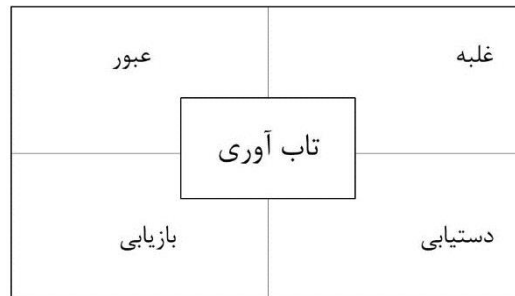 غلبه
عبور
تاب آوری
دستیابی
بازیابی